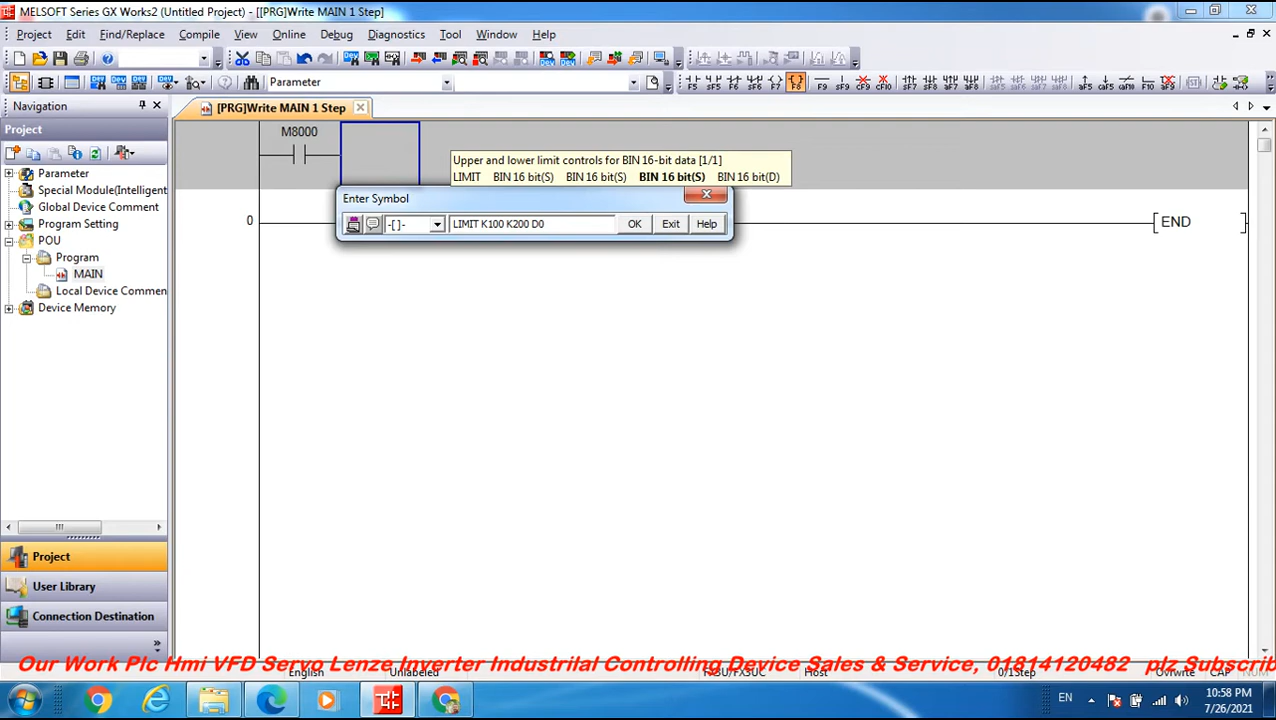 MELSOFT Series GX Works2 (Untitled Project) - [[PRG]Write MAIN 1 Step]
Project Edit Find/Replace Compile View Online Debug Diagnostics Tool Window Help
Parameter
Navigation
[PRG]Write MAIN 1 Step
Project
Parameter
Special Module(Intelligent
Global Device Comment
Program Setting
POU
Program
MAIN
Local Device Commen
Device Memory
M8000
Upper and lower limit controls for BIN 16-bit data [1/1]
LIMIT BIN 16 bit(S) BIN 16 bit(S) BIN 16 bit(S) BIN 16 bit(D)
Enter Symbol
-[ ]- LIMIT K100 K200 D0 OK Exit Help
0
END
Project
User Library
Connection Destination
Our Work Plc Hmi VFD Servo Lenze Inverter Industrilal Controlling Device Sales & Service, 01814120482 plz Subscrib
English Unlabeled FX3U/FX3UC Host 0/1Step Ovrwrte CAP NUM
EN
10:58 PM
7/26/2021